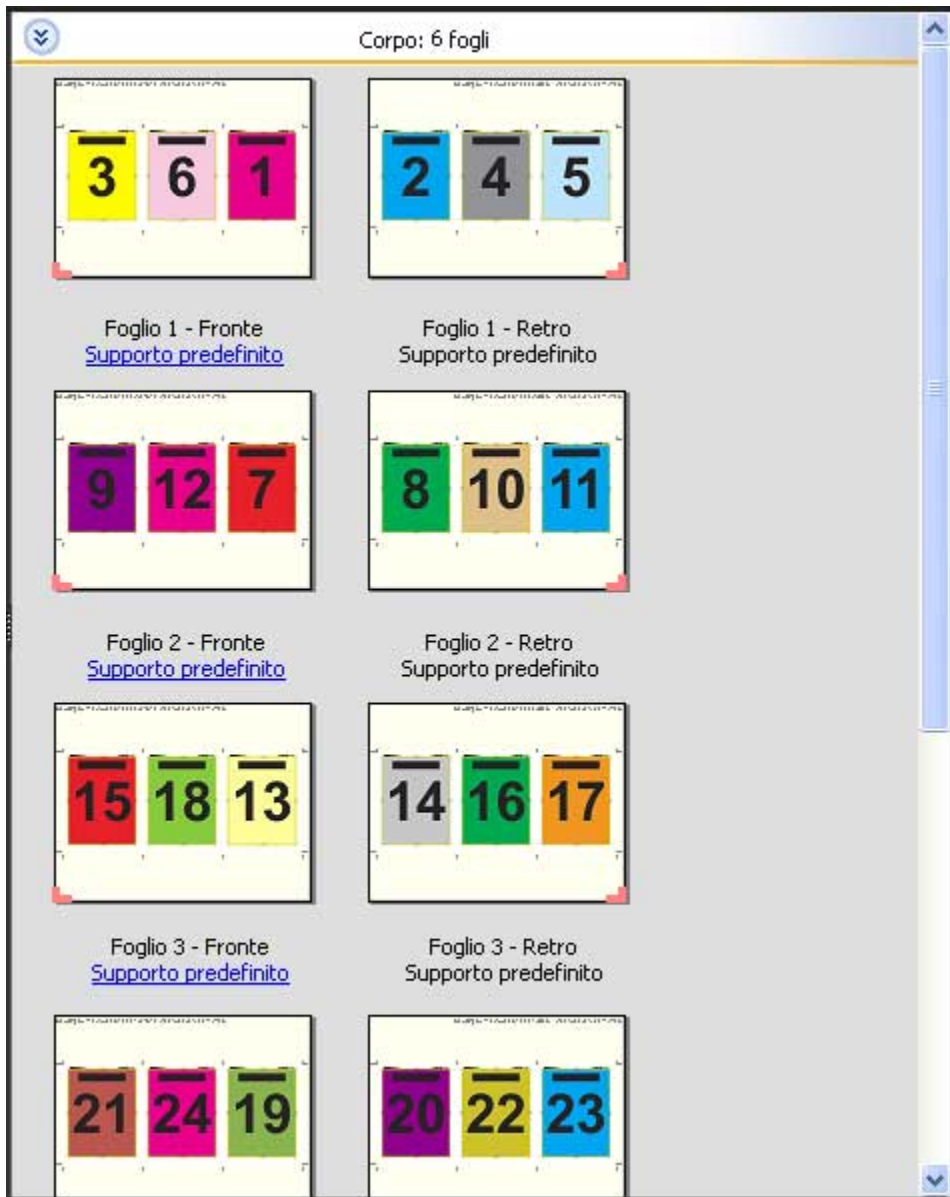 Corpo: 6 fogli
3 6 1
2 4 5
Foglio 1 - Fronte
Supporto predefinito
Foglio 1 - Retro
Supporto predefinito
9 12 7
8 10 11
Foglio 2 - Fronte
Supporto predefinito
Foglio 2 - Retro
Supporto predefinito
15 18 13
14 16 17
Foglio 3 - Fronte
Supporto predefinito
Foglio 3 - Retro
Supporto predefinito
21 24 19
20 22 23